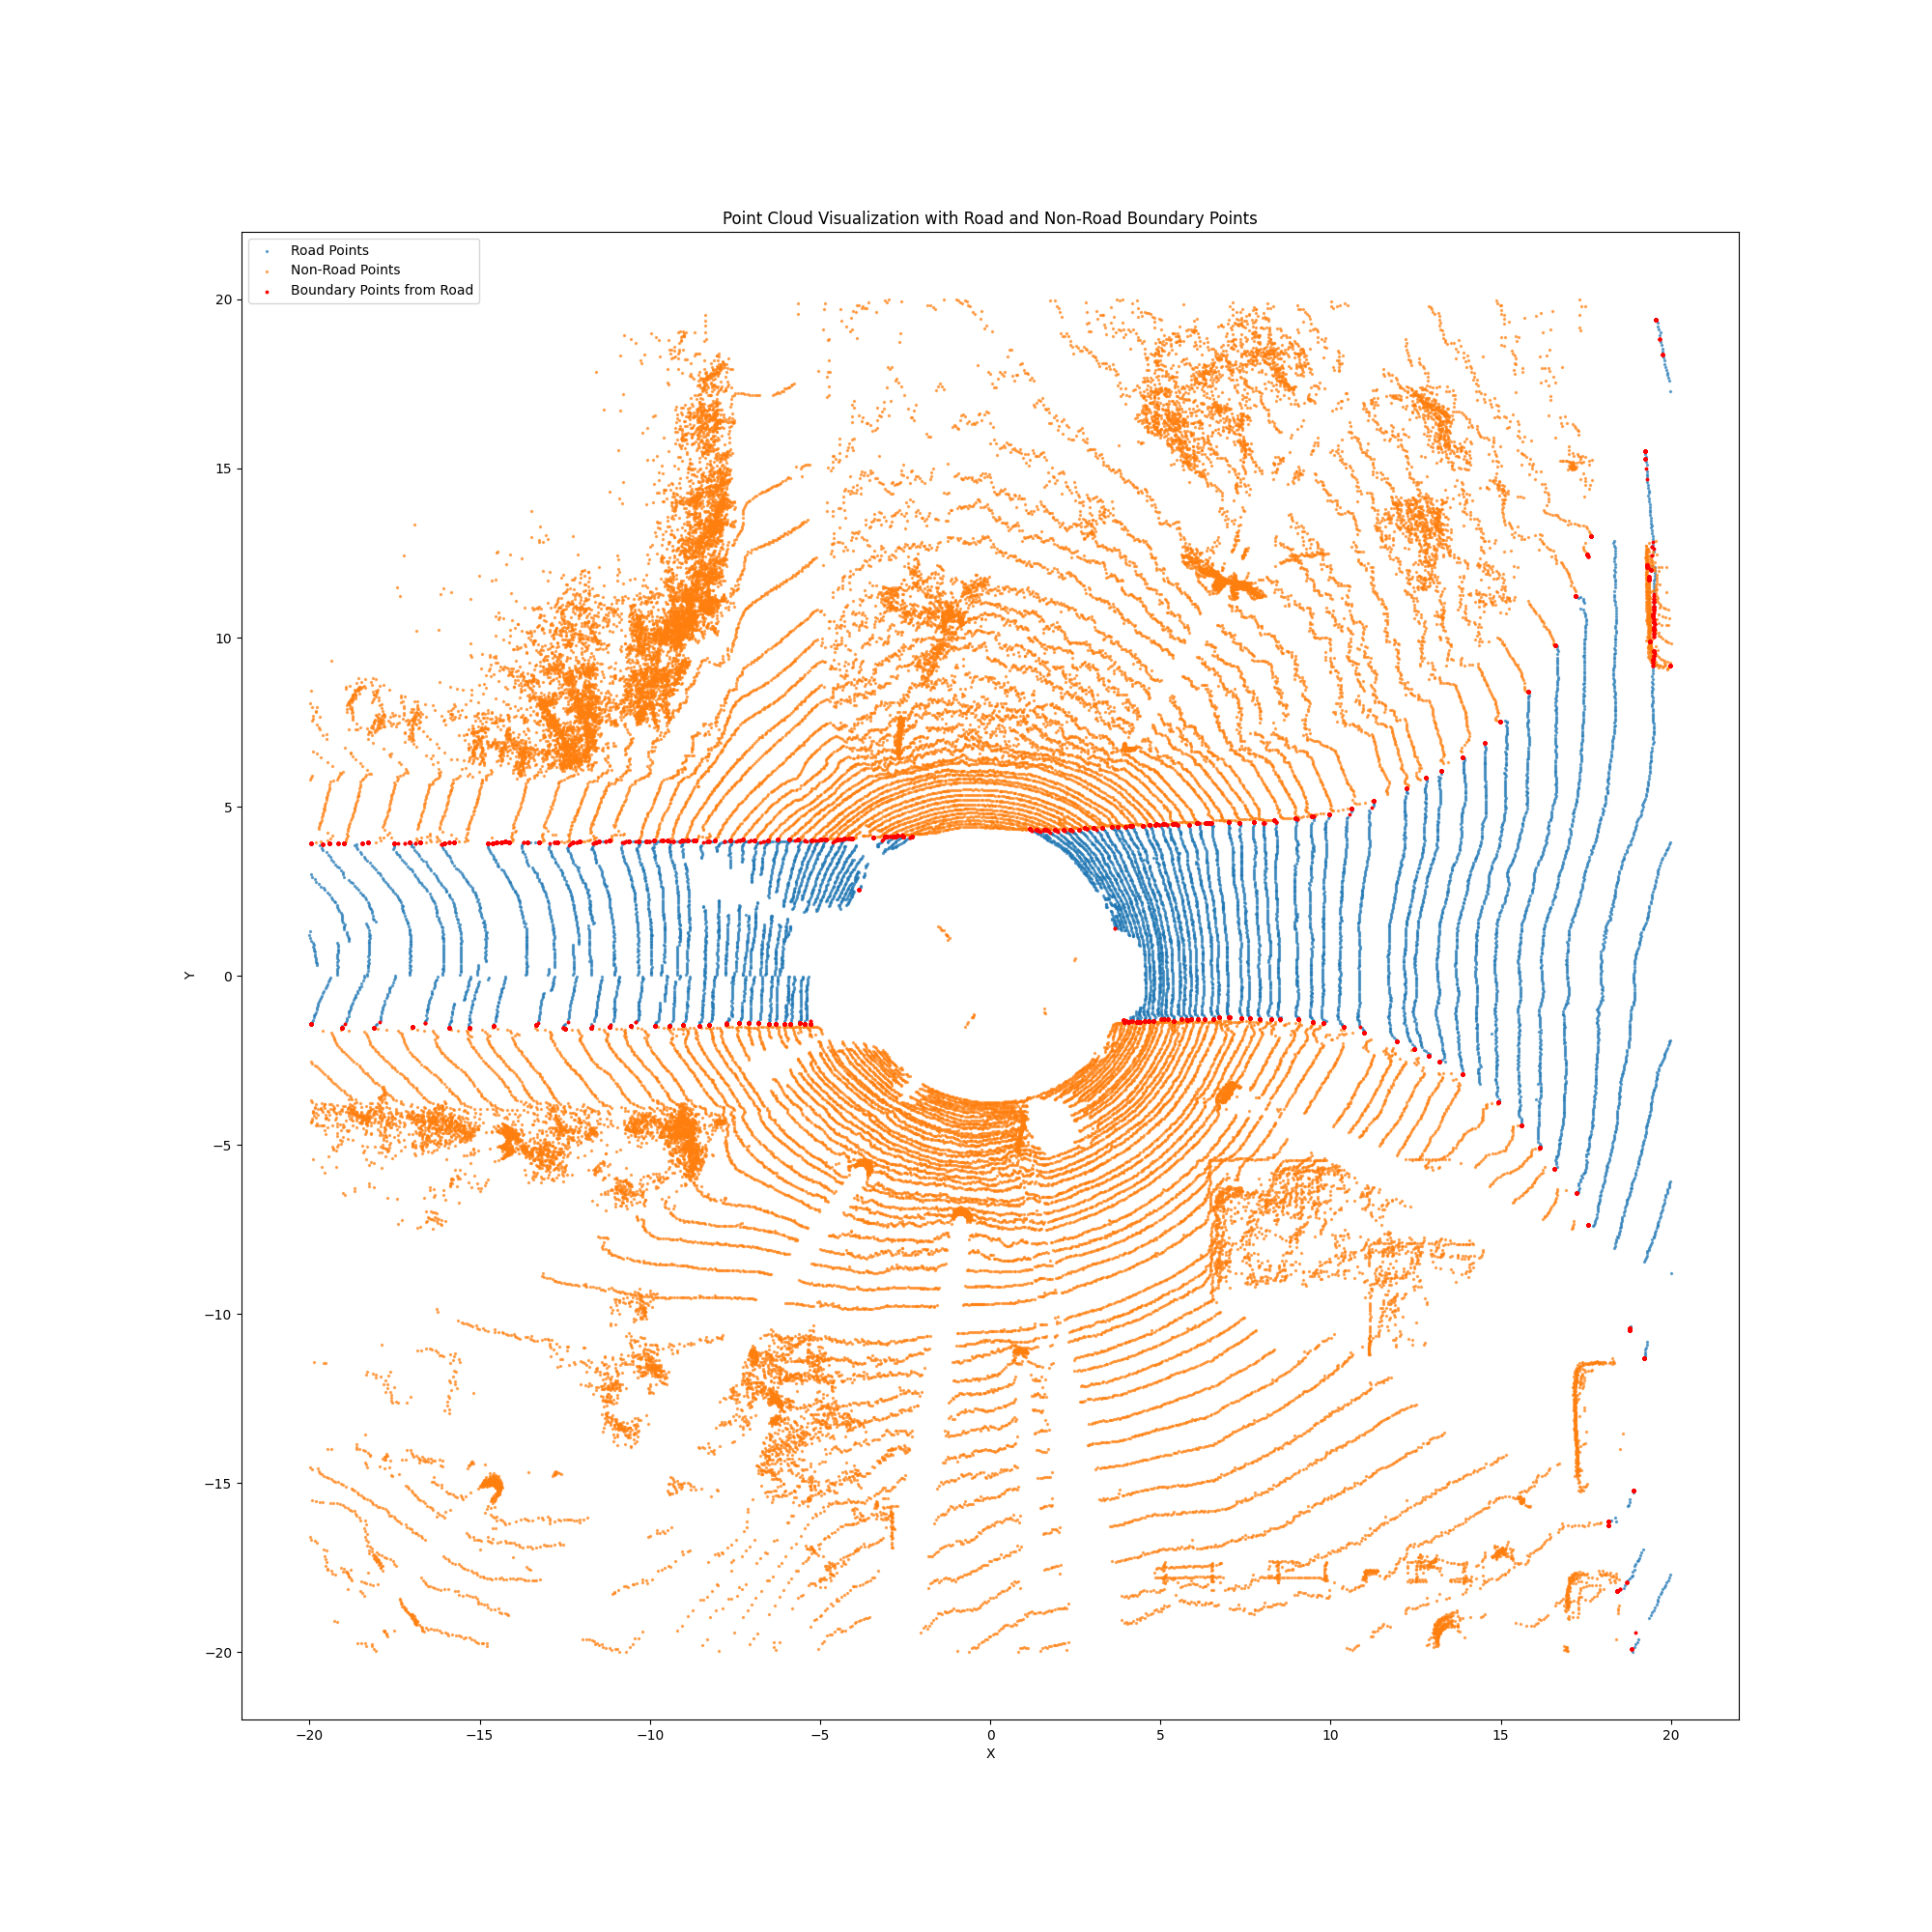 Point Cloud Visualization with Road and Non-Road Boundary Points
Road Points
Non-Road Points
Boundary Points from Road
20
15
10
5
0
−5
−10
−15
−20
Y
−20 −15 −10 −5 0 5 10 15 20
X